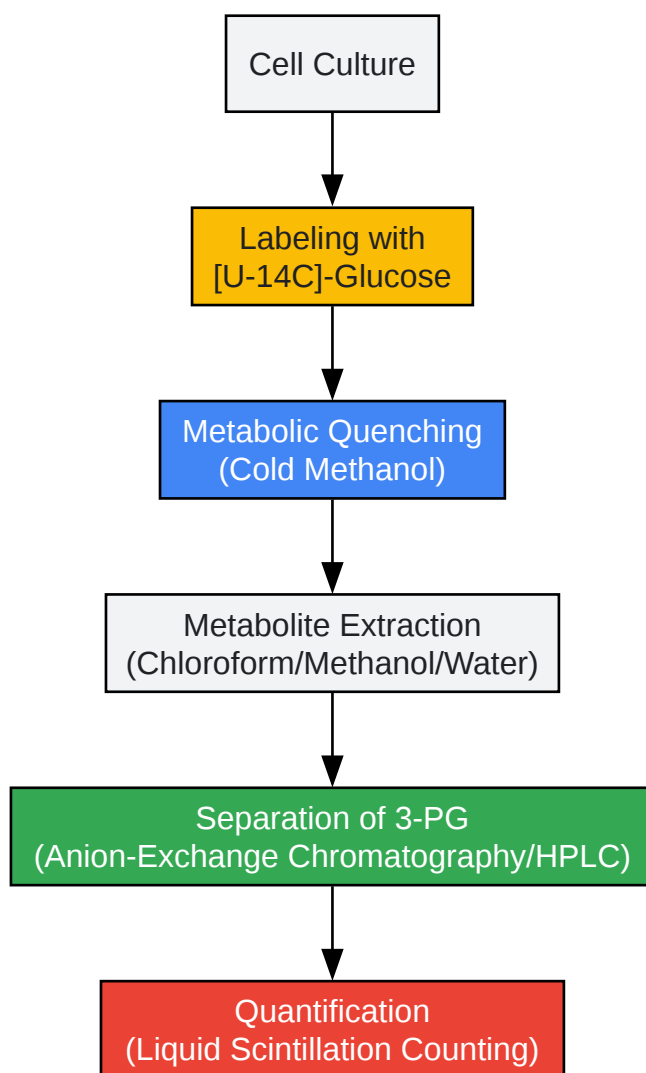 Cell Culture
Labeling with
[U-14C]-Glucose
Metabolic Quenching
(Cold Methanol)
Metabolite Extraction
(Chloroform/Methanol/Water)
Separation of 3-PG
(Anion-Exchange Chromatography/HPLC)
Quantification
(Liquid Scintillation Counting)